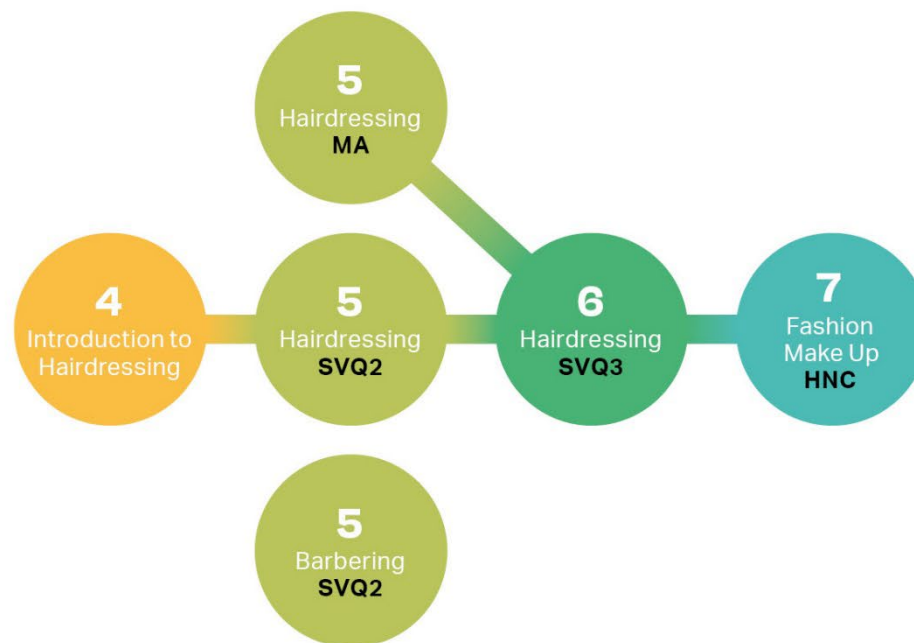 5
Hairdressing
MA
4
Introduction to
Hairdressing
5
Hairdressing
SVQ2
6
Hairdressing
SVQ3
7
Fashion
Make Up
HNC
5
Barbering
SVQ2